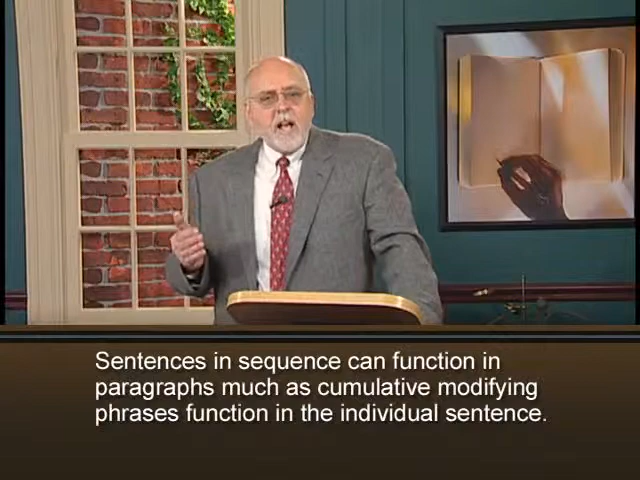 Sentences in sequence can function in
paragraphs much as cumulative modifying
phrases function in the individual sentence.